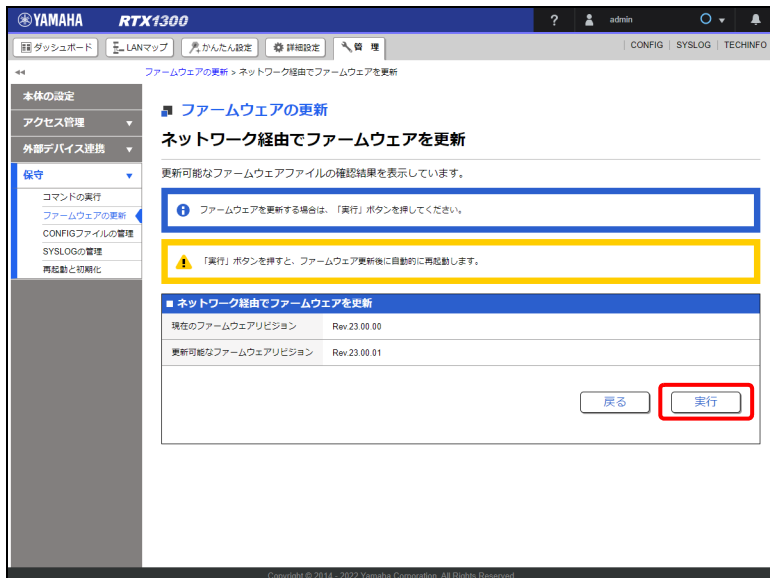 YAMAHA RTX1300 ? admin
ダッシュボード LANマップ かんたん設定 詳細設定 管 理 CONFIG SYSLOG TECHINFO
ファームウェアの更新 > ネットワーク経由でファームウェアを更新
本体の設定
アクセス管理
外部デバイス連携
保守
コマンドの実行
ファームウェアの更新
CONFIGファイルの管理
SYSLOGの管理
再起動と初期化
ファームウェアの更新
ネットワーク経由でファームウェアを更新
更新可能なファームウェアファイルの確認結果を表示しています。
ファームウェアを更新する場合は、「実行」ボタンを押してください。
「実行」ボタンを押すと、ファームウェア更新後に自動的に再起動します。
■ ネットワーク経由でファームウェアを更新
現在のファームウェアリビジョン Rev.23.00.00
更新可能なファームウェアリビジョン Rev.23.00.01
戻る 実行
Copyright © 2014 - 2022 Yamaha Corporation. All Rights Reserved.